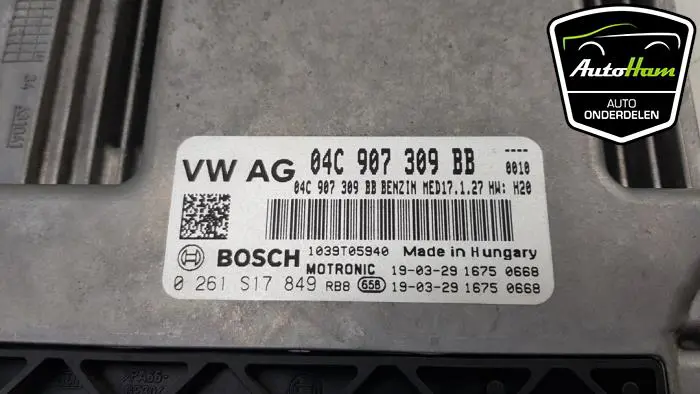 AutoHam
AUTO
ONDERDELEN
VW AG 04C 907 309 BB
0010
04C 907 309 BB BENZIN MED17.1.27 HW: H20
BOSCH 1039T05940 Made in Hungary
MOTRONIC 19-03-29 1675 0668
0 261 S17 849 RBB 658 19-03-29 1675 0668
34